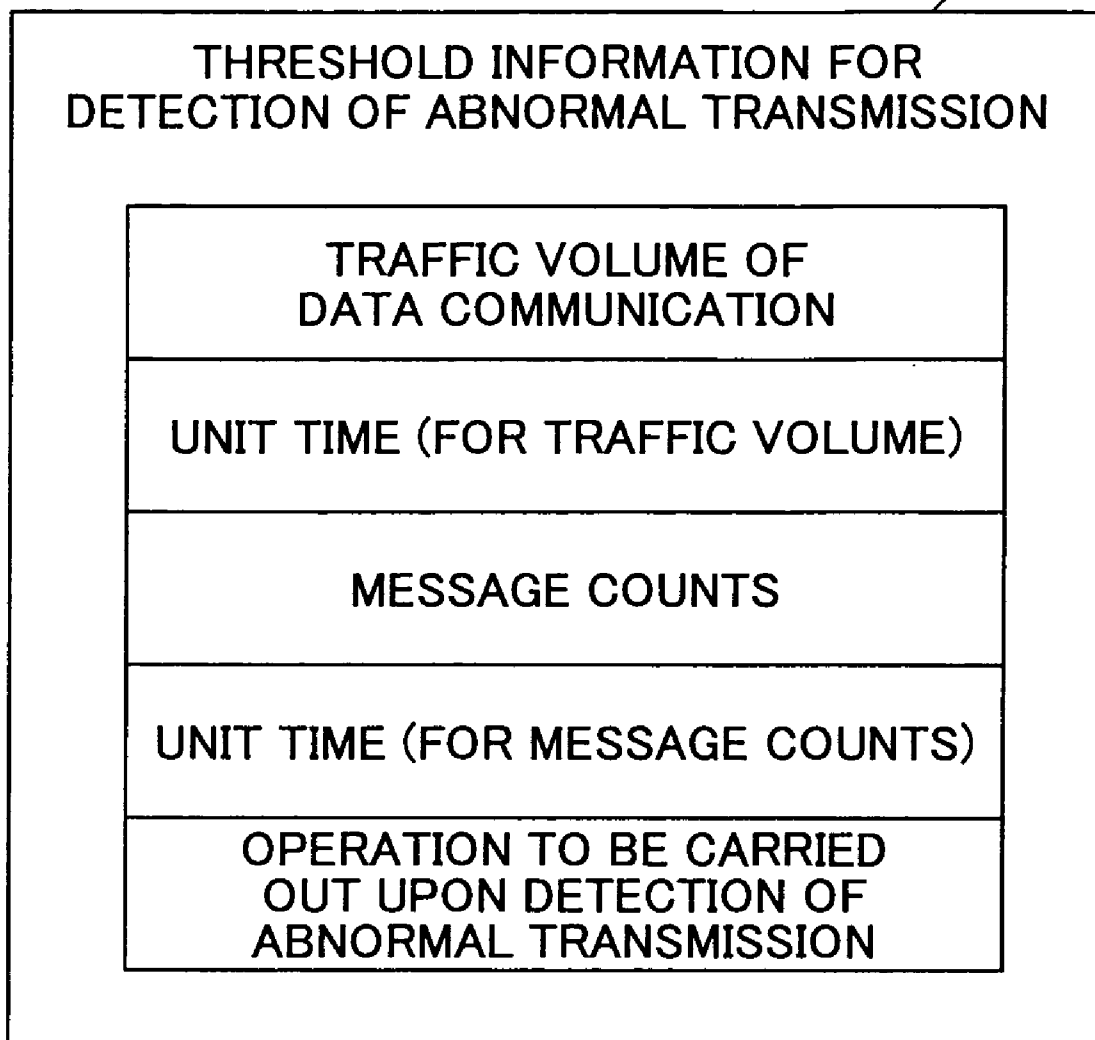 THRESHOLD INFORMATION FOR
DETECTION OF ABNORMAL TRANSMISSION
TRAFFIC VOLUME OF
DATA COMMUNICATION
UNIT TIME (FOR TRAFFIC VOLUME)
MESSAGE COUNTS
UNIT TIME (FOR MESSAGE COUNTS)
OPERATION TO BE CARRIED
OUT UPON DETECTION OF
ABNORMAL TRANSMISSION